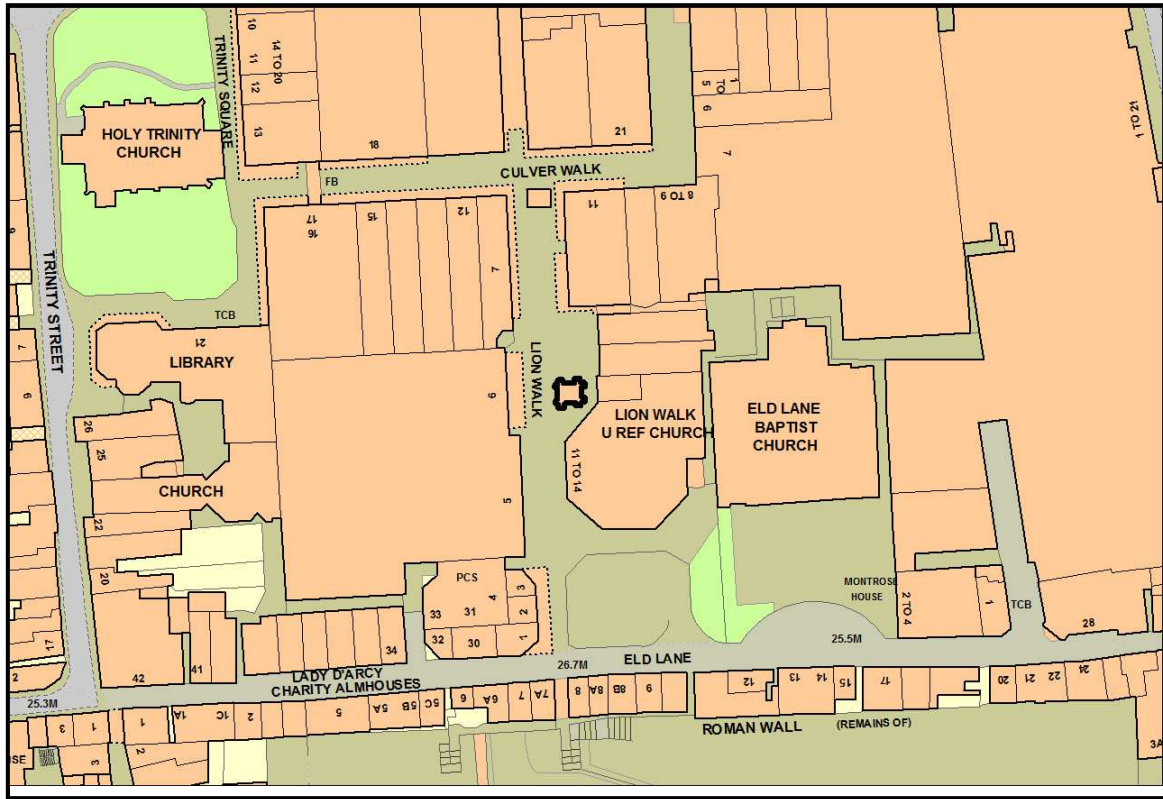 10
11
12
13
14 TO 20
TRINITY SQUARE
18
21
1
TO
5
6
7
1 TO 21
HOLY TRINITY
CHURCH
FB
CULVER WALK
17
16
15
12
7
11
8 TO 9
TRINITY STREET
TCB
21
LIBRARY
7
6
LION WALK
6
LION WALK
U REF CHURCH
11 TO 14
ELD LANE
BAPTIST
CHURCH
26
25
CHURCH
22
20
17
5
PCS
4
3
2
1
33
31
32
30
MONTROSE
HOUSE
2 TO 4
1
TCB
28
34
41
42
2
LADY D'ARCY
CHARITY ALMHOUSES
26.7M
ELD LANE
25.5M
25.3M
3
1
1
1A
1C
2
5
5A
5B
5C
6
6A
7
7A
8
8A
8B
9
12
13
14
15
17
20
21
22
24
ROMAN WALL
(REMAINS OF)
3A
2
3